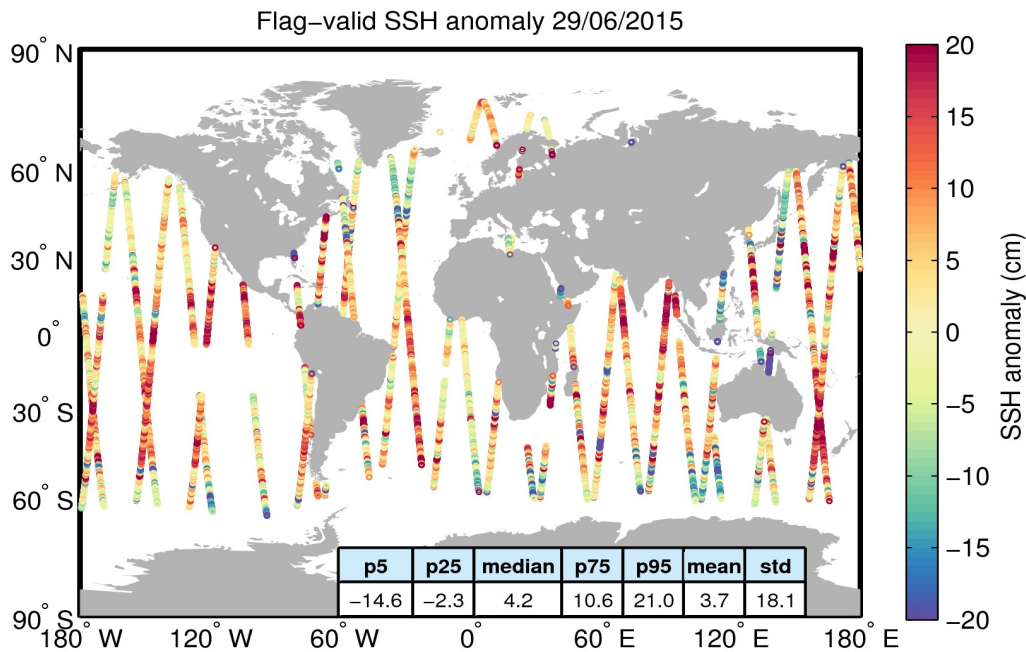 Flag−valid SSH anomaly 29/06/2015
90° N
60° N
30° N
0°
30° S
60° S
90° S
180° W
120° W
60° W
0°
60° E
120° E
180° E
p5 p25 median p75 p95 mean std
−14.6 −2.3 4.2 10.6 21.0 3.7 18.1
20
15
10
5
0
−5
−10
−15
−20
SSH anomaly (cm)